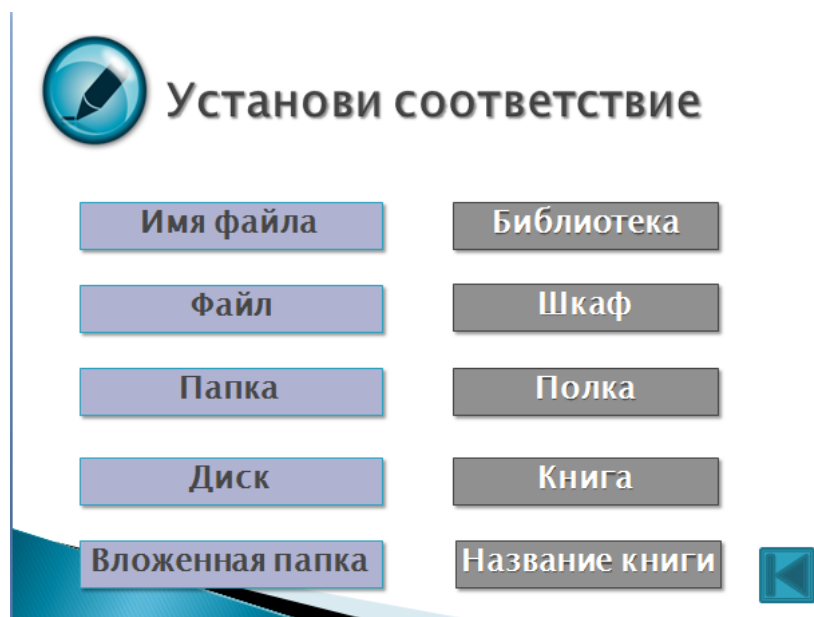 Установи соответствие
Имя файла
Библиотека
Файл
Шкаф
Папка
Полка
Диск
Книга
Вложенная папка
Название книги